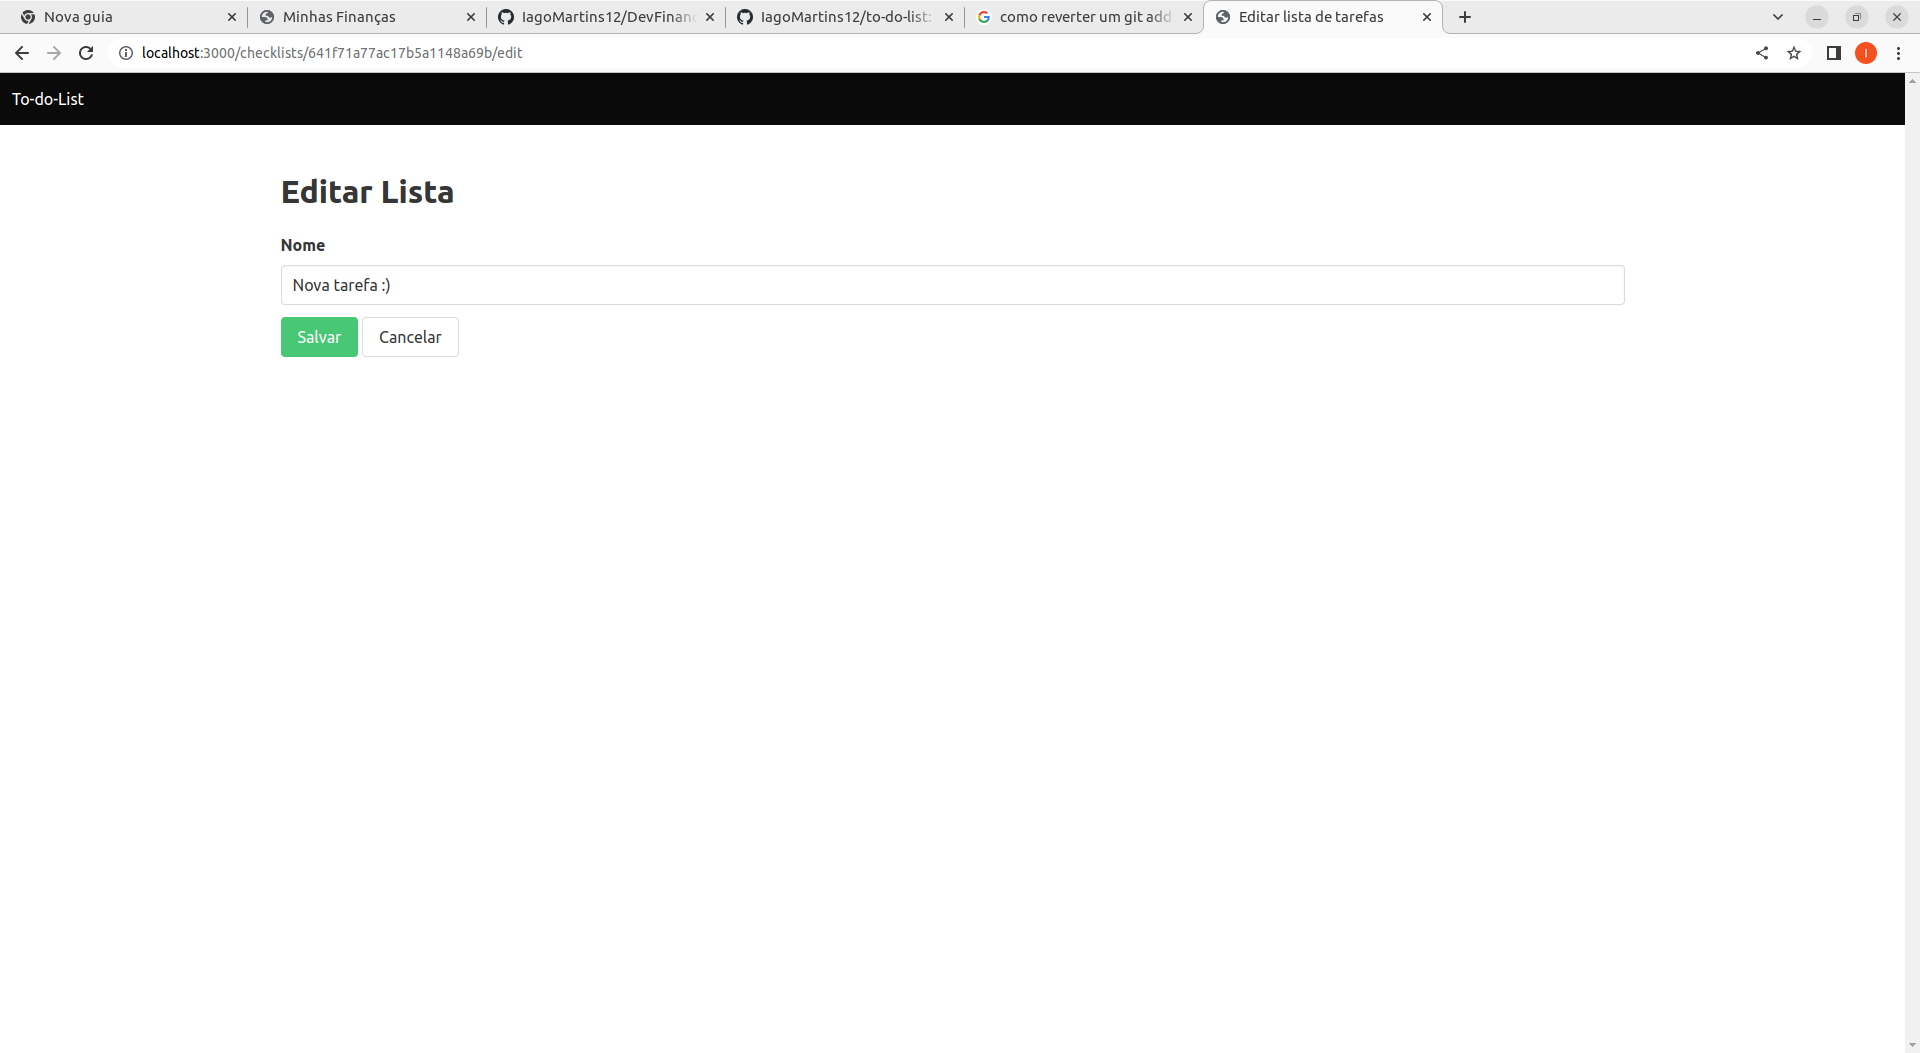 Nova guia
Minhas Finanças
IagoMartins12/DevFinan
IagoMartins12/to-do-list:
como reverter um git add
Editar lista de tarefas
localhost:3000/checklists/641f71a77ac17b5a1148a69b/edit
I
To-do-List
Editar Lista
Nome
Nova tarefa :)
Salvar
Cancelar